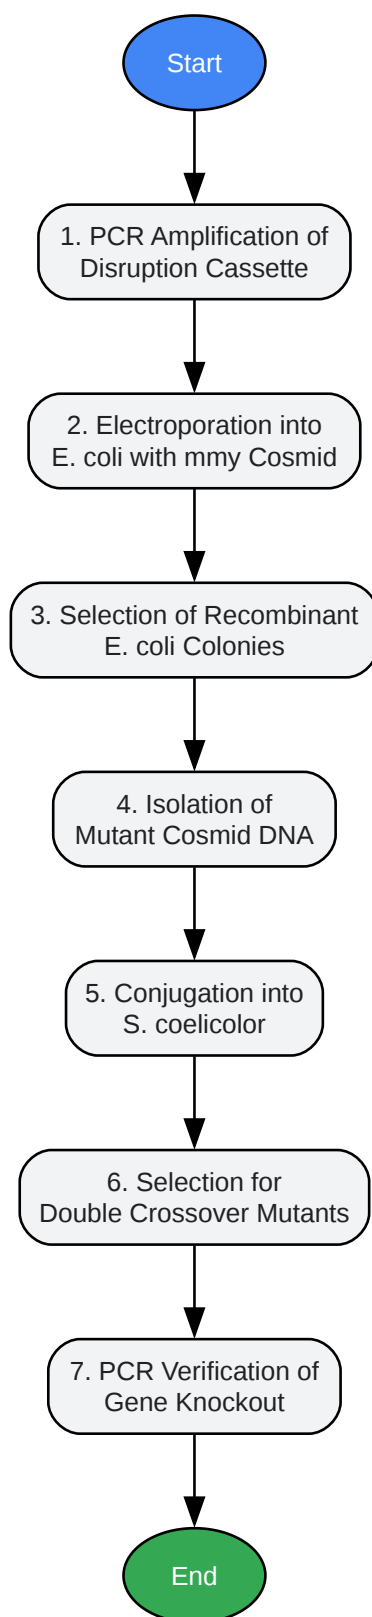 Start
1. PCR Amplification of
Disruption Cassette
2. Electroporation into
E. coli with mmy Cosmid
3. Selection of Recombinant
E. coli Colonies
4. Isolation of
Mutant Cosmid DNA
5. Conjugation into
S. coelicolor
6. Selection for
Double Crossover Mutants
7. PCR Verification of
Gene Knockout
End